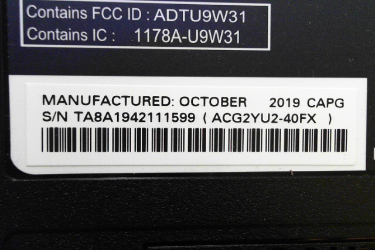 Contains FCC ID : ADTU9W31
Contains IC : 1178A-U9W31
MANUFACTURED: OCTOBER 2019 CAPG
S/N TA8A1942111599 ( ACG2YU2-40FX )